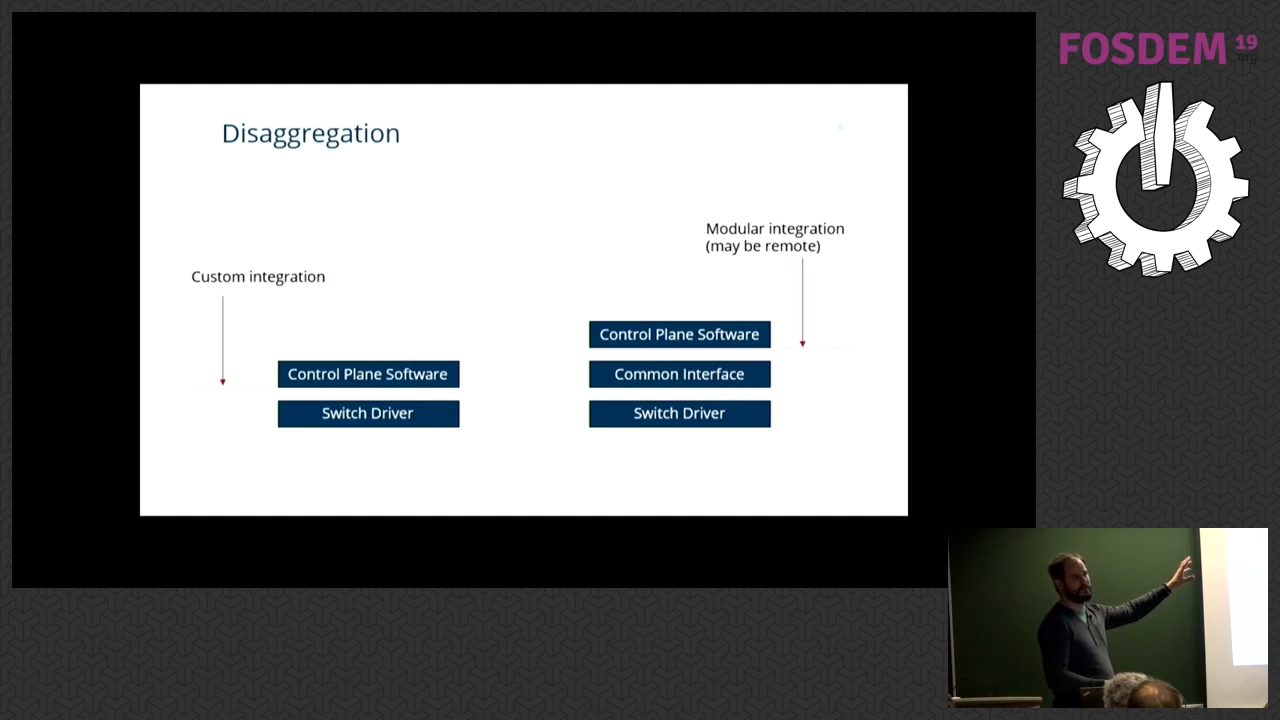 FOSDEM 19
.org
Disaggregation
Modular integration
(may be remote)
Custom integration
Control Plane Software
Control Plane Software
Common Interface
Switch Driver
Switch Driver